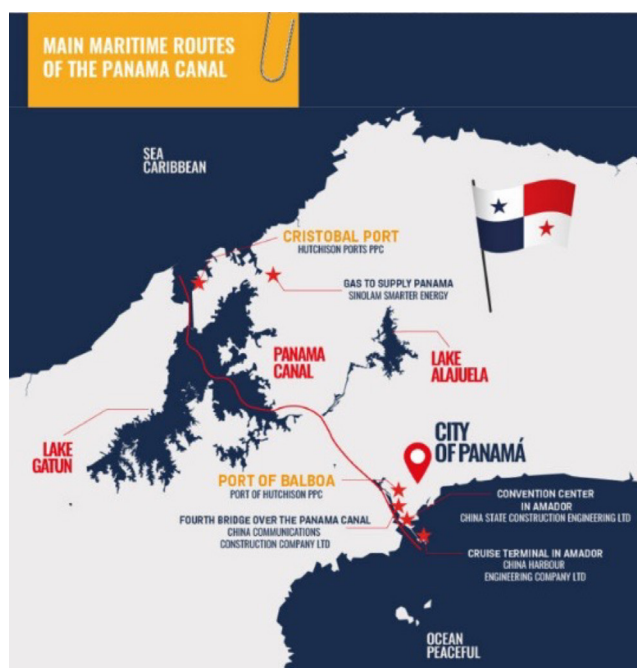 MAIN MARITIME ROUTES
OF THE PANAMA CANAL
SEA
CARIBBEAN
CRISTOBAL PORT
HUTCHISON PORTS PPC
GAS TO SUPPLY PANAMA
SINOLAM SMARTER ENERGY
PANAMA
CANAL
LAKE
ALAJUELA
LAKE
GATUN
CITY
OF PANAMÁ
PORT OF BALBOA
PORT OF HUTCHISON PPC
FOURTH BRIDGE OVER THE PANAMA CANAL
CHINA COMMUNICATIONS
CONSTRUCTION COMPANY LTD
CONVENTION CENTER
IN AMADOR
CHINA STATE CONSTRUCTION ENGINEERING LTD
CRUISE TERMINAL IN AMADOR
CHINA HARBOUR
ENGINEERING COMPANY LTD
OCEAN
PEACEFUL